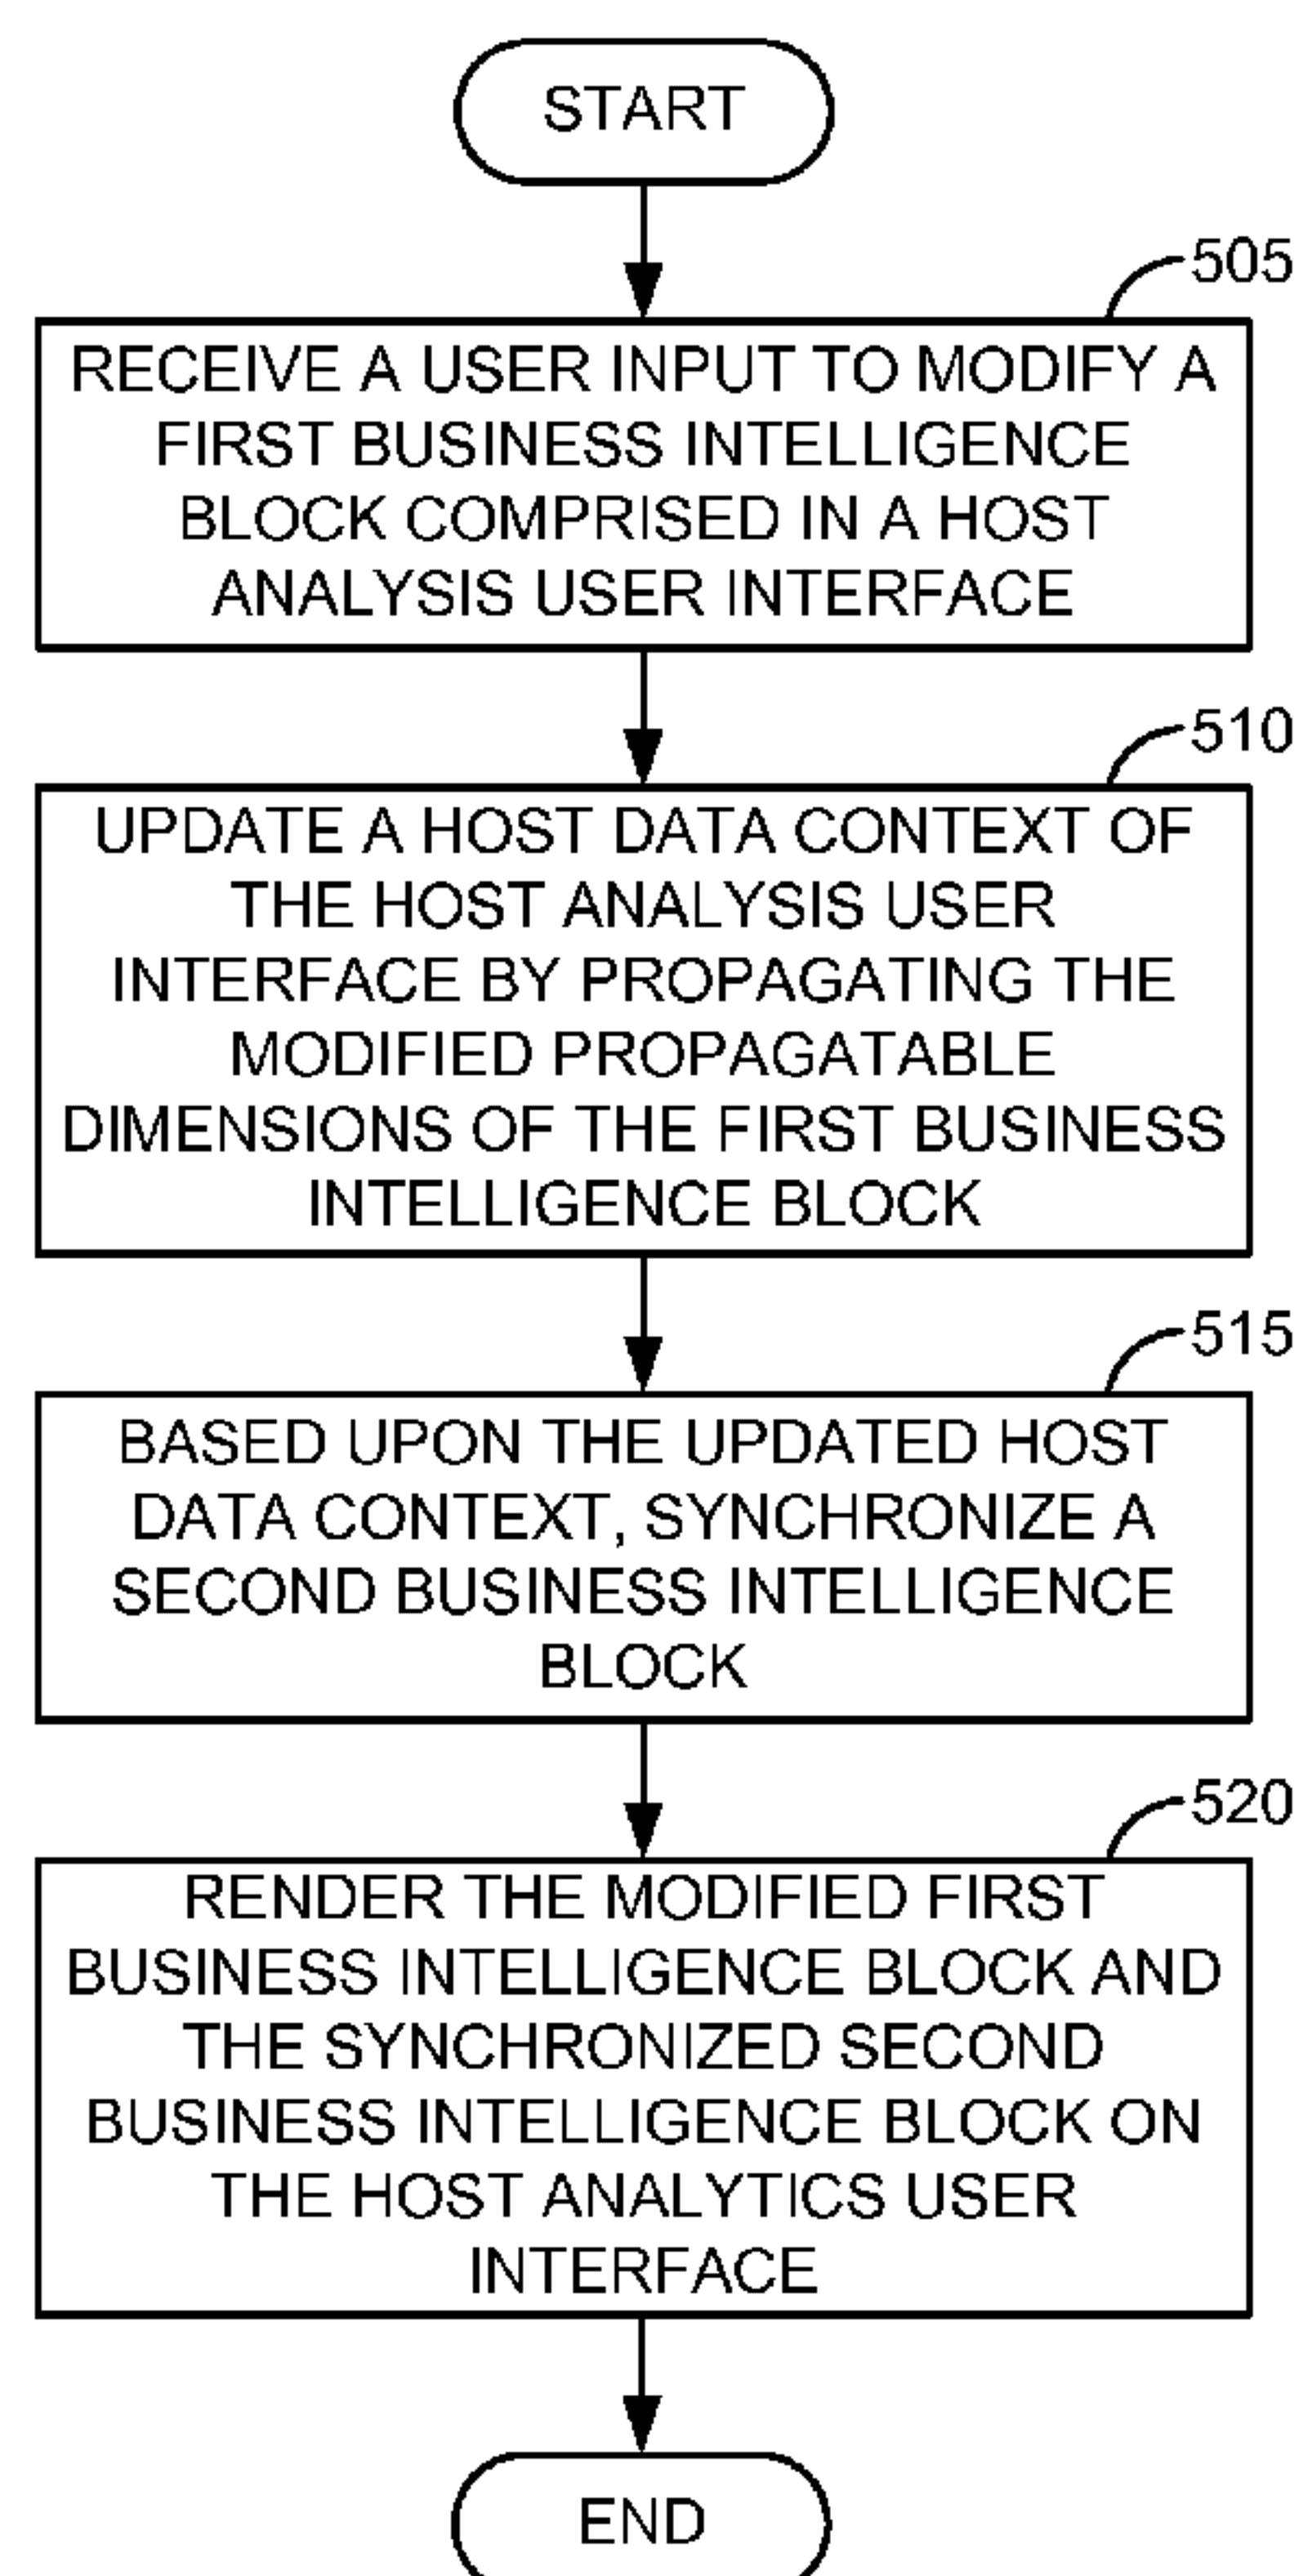 START
505
RECEIVE A USER INPUT TO MODIFY A
FIRST BUSINESS INTELLIGENCE
BLOCK COMPRISED IN A HOST
ANALYSIS USER INTERFACE
510
UPDATE A HOST DATA CONTEXT OF
THE HOST ANALYSIS USER
INTERFACE BY PROPAGATING THE
MODIFIED PROPAGATABLE
DIMENSIONS OF THE FIRST BUSINESS
INTELLIGENCE BLOCK
515
BASED UPON THE UPDATED HOST
DATA CONTEXT, SYNCHRONIZE A
SECOND BUSINESS INTELLIGENCE
BLOCK
520
RENDER THE MODIFIED FIRST
BUSINESS INTELLIGENCE BLOCK AND
THE SYNCHRONIZED SECOND
BUSINESS INTELLIGENCE BLOCK ON
THE HOST ANALYTICS USER
INTERFACE
END